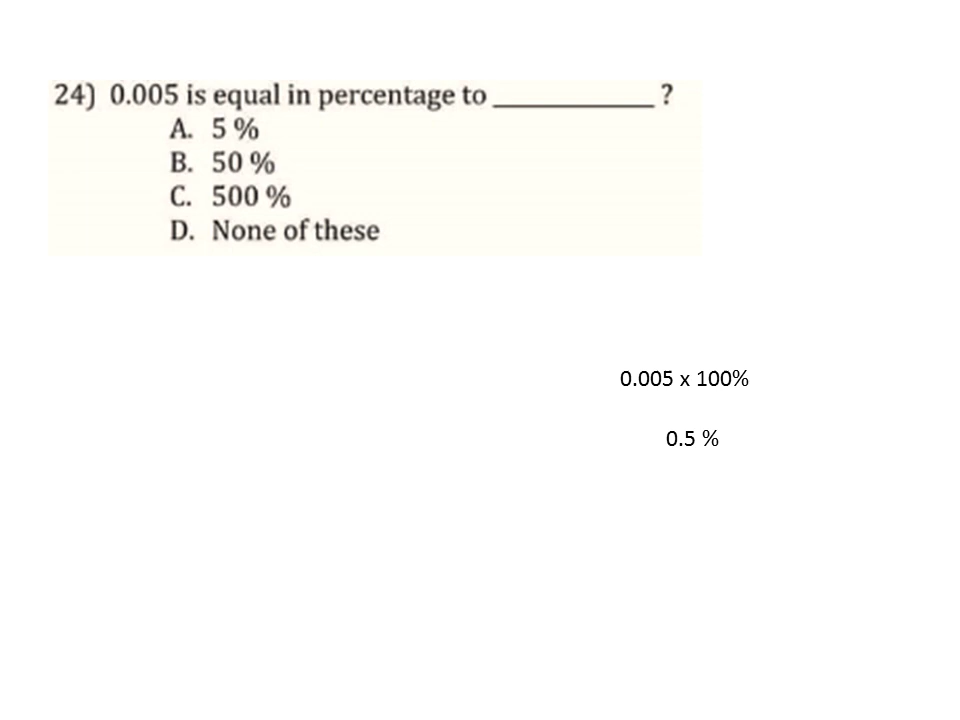 24) 0.005 is equal in percentage to ____________ ?
A. 5 %
B. 50 %
C. 500 %
D. None of these
0.005 x 100%
0.5 %